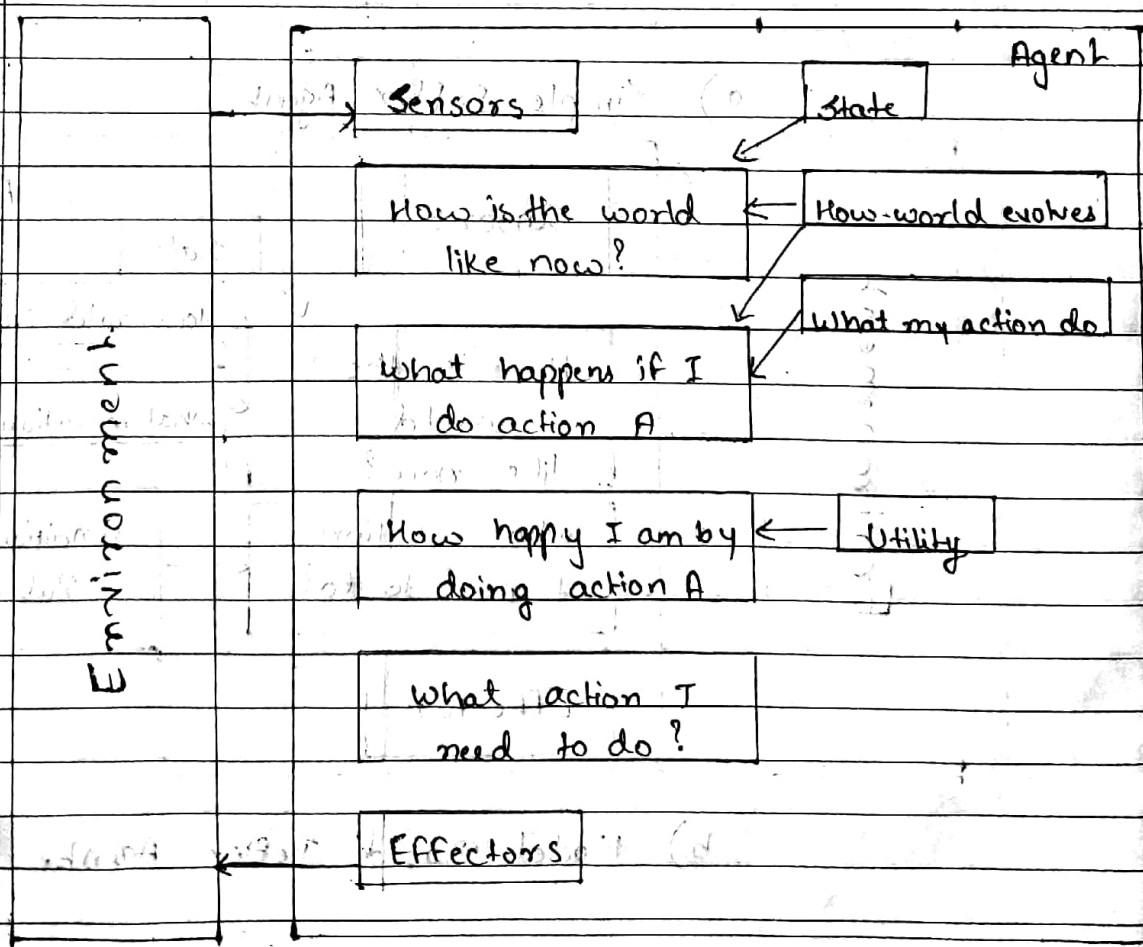 Agent
Sensors
State
How is the world
like now?
How world evolves
What my action do
What happens if I
do action A
How happy I am by
doing action A
Utility
What action I
need to do?
Effectors
Environment